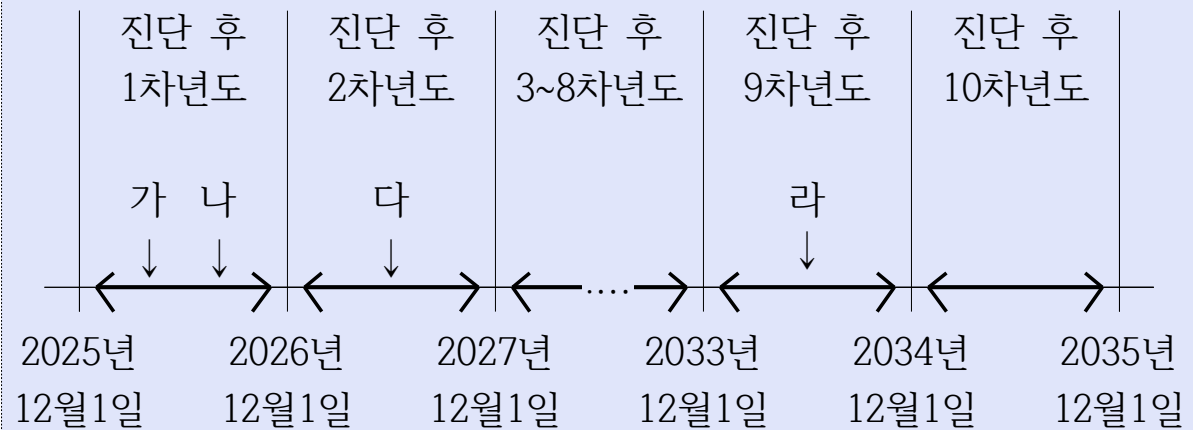 진단 후 진단 후 진단 후 진단 후 진단 후
1차년도 2차년도 3~8차년도 9차년도 10차년도
가 나 다 라
....
2025년 2026년 2027년 2033년 2034년 2035년
12월1일 12월1일 12월1일 12월1일 12월1일 12월1일